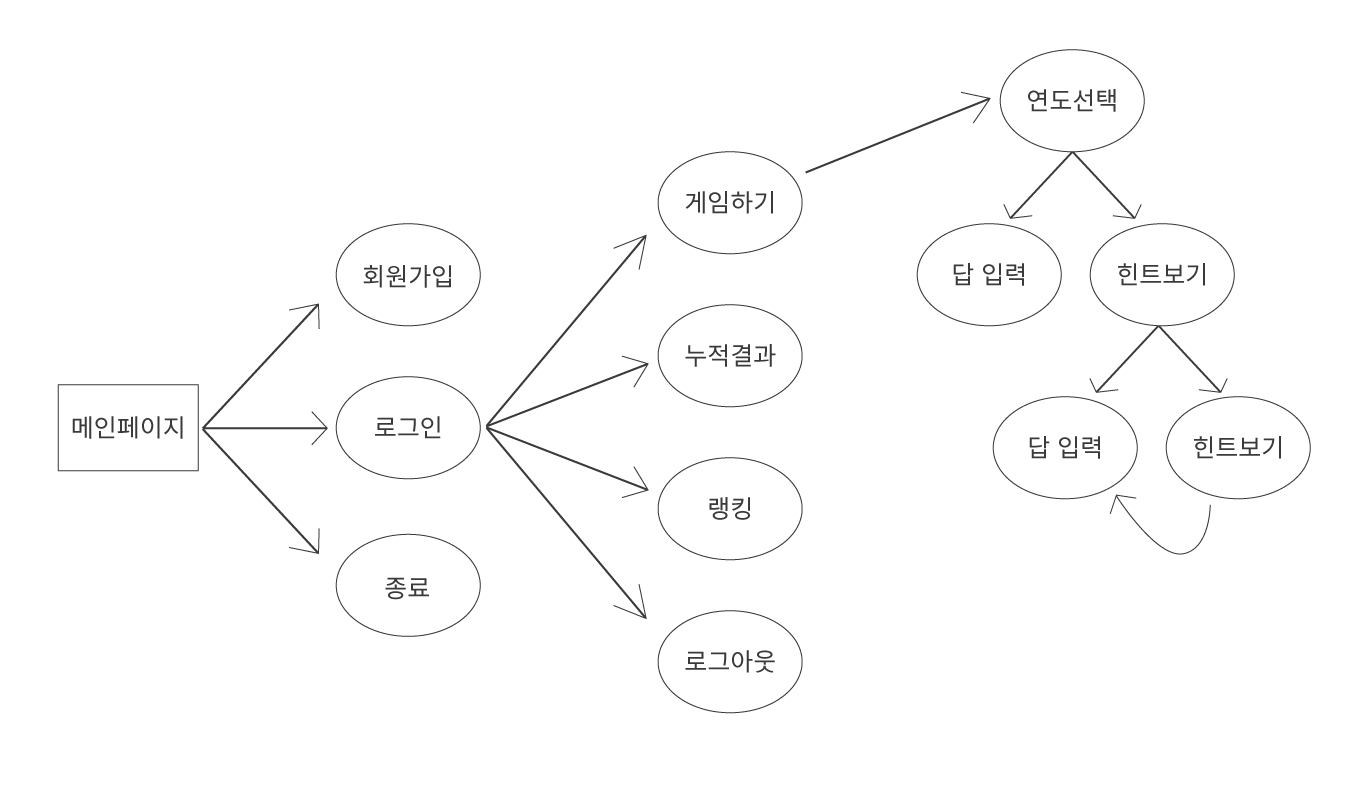 메인페이지
회원가입
로그인
종료
게임하기
누적결과
랭킹
로그아웃
연도선택
답 입력
힌트보기
답 입력
힌트보기